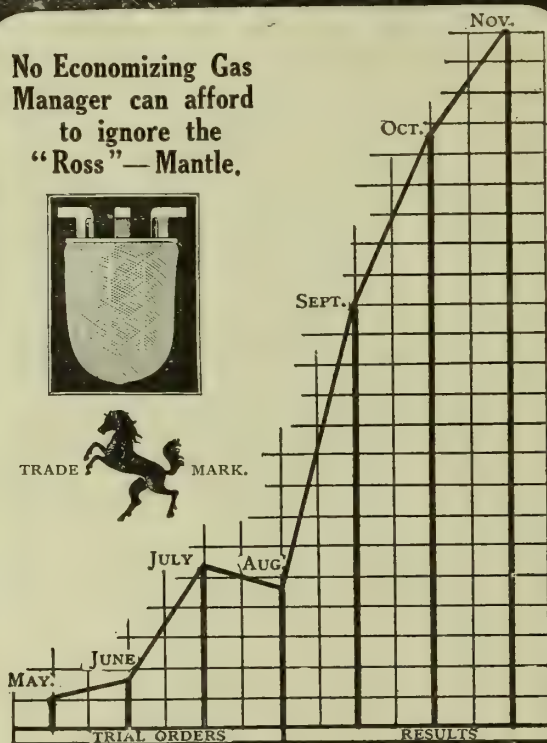 No Economizing Gas
Manager can afford
to ignore the
“Ross”—Mantle.
TRADE MARK.
NOV.
OCT.
SEPT.
JULY
AUG.
JUNE
MAY.
TRIAL ORDERS
RESULTS